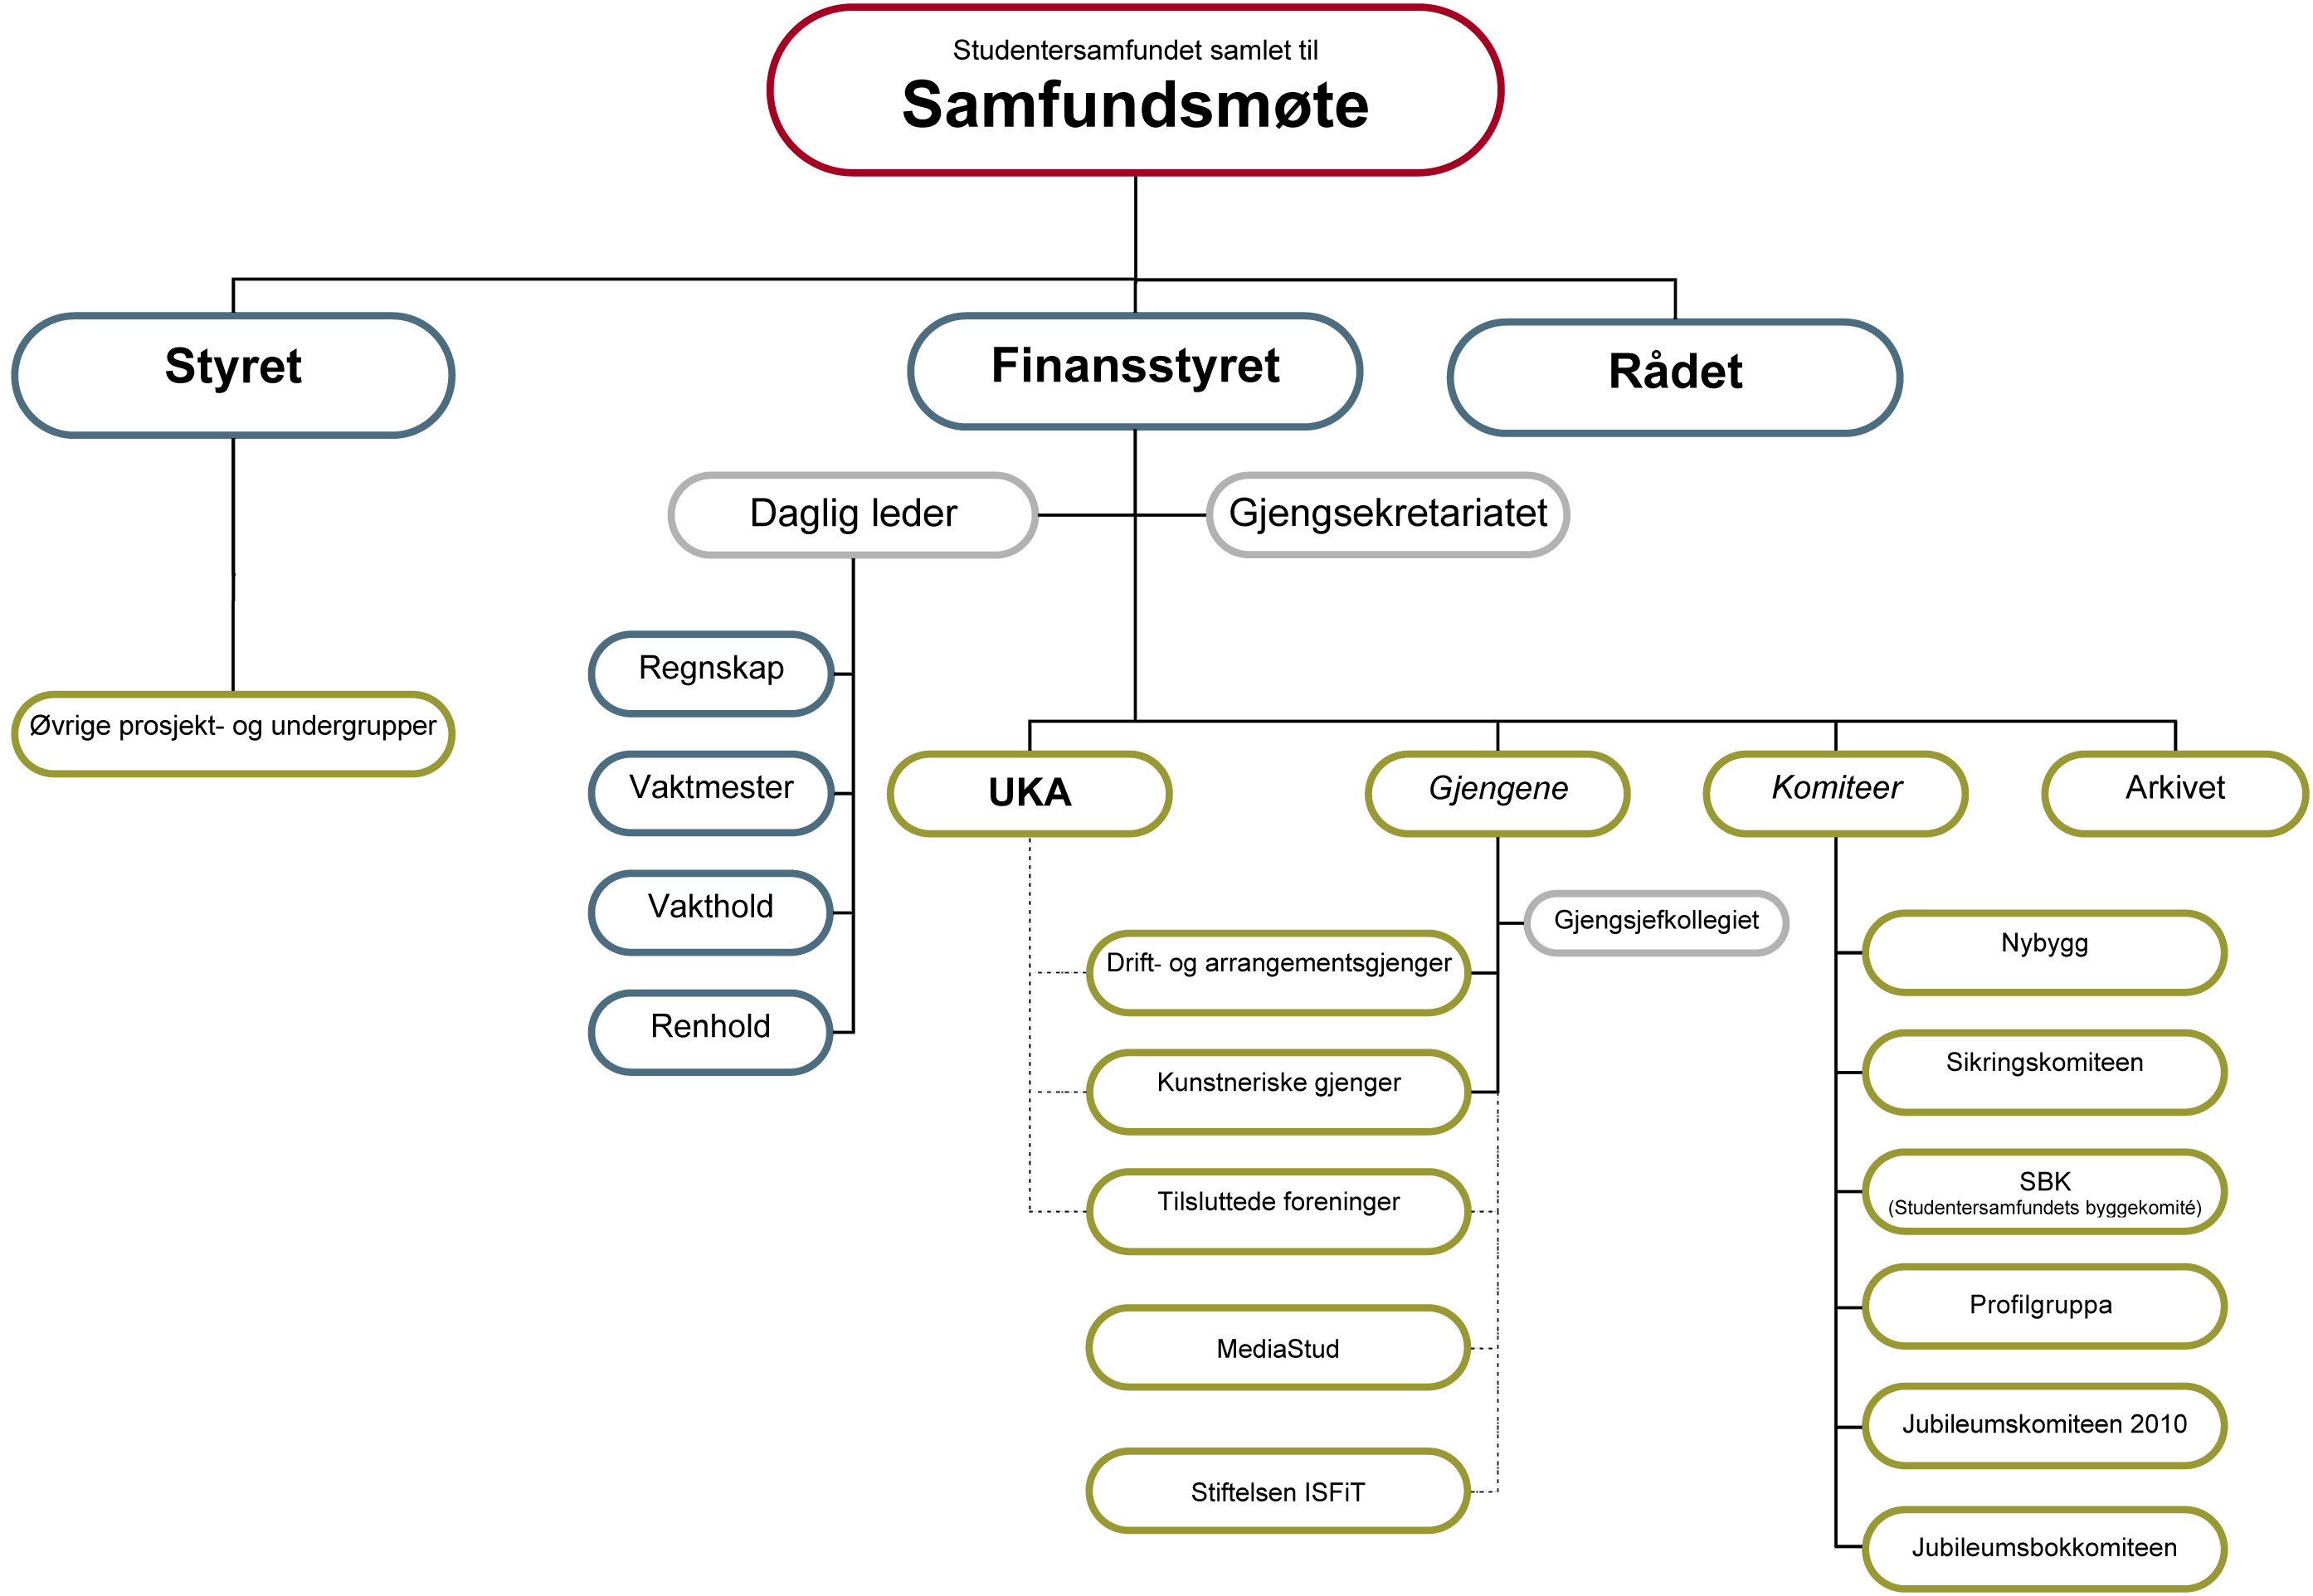 Studentersamfundet samlet til
Samfundsmøte
Styret
Finansstyret
Rådet
Daglig leder
Gjengsekretariatet
Regnskap
Vaktmester
Vakthold
Renhold
Øvrige prosjekt- og undergrupper
UKA
Gjengene
Komiteer
Arkivet
Gjengsjefkollegiet
Drift- og arrangementsgjenger
Kunstneriske gjenger
Tilsluttede foreninger
MediaStud
Stiftelsen ISFiT
Nybygg
Sikringskomiteen
SBK
(Studentersamfundets byggekomité)
Profilgruppa
Jubileumskomiteen 2010
Jubileumsbokkomiteen